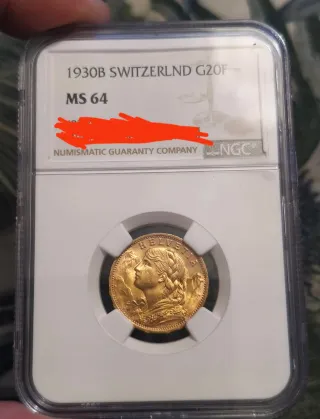 1930B SWITZERLND G20F
MS 64
NUMISMATIC GUARANTY COMPANY
NGC
HELVETIA